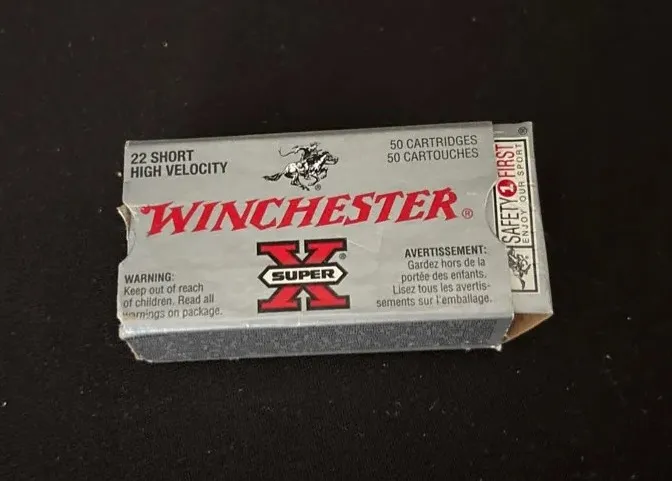 22 SHORT
HIGH VELOCITY
50 CARTRIDGES
50 CARTOUCHES
WINCHESTER®
SUPER X®
WARNING:
Keep out of reach
of children. Read all
warnings on package.
AVERTISSEMENT:
Gardez hors de la
portée des enfants.
Lisez tous les avertis-
sements sur l'emballage.
SAFETY 1 FIRST
ENJOY OUR SPORT
®